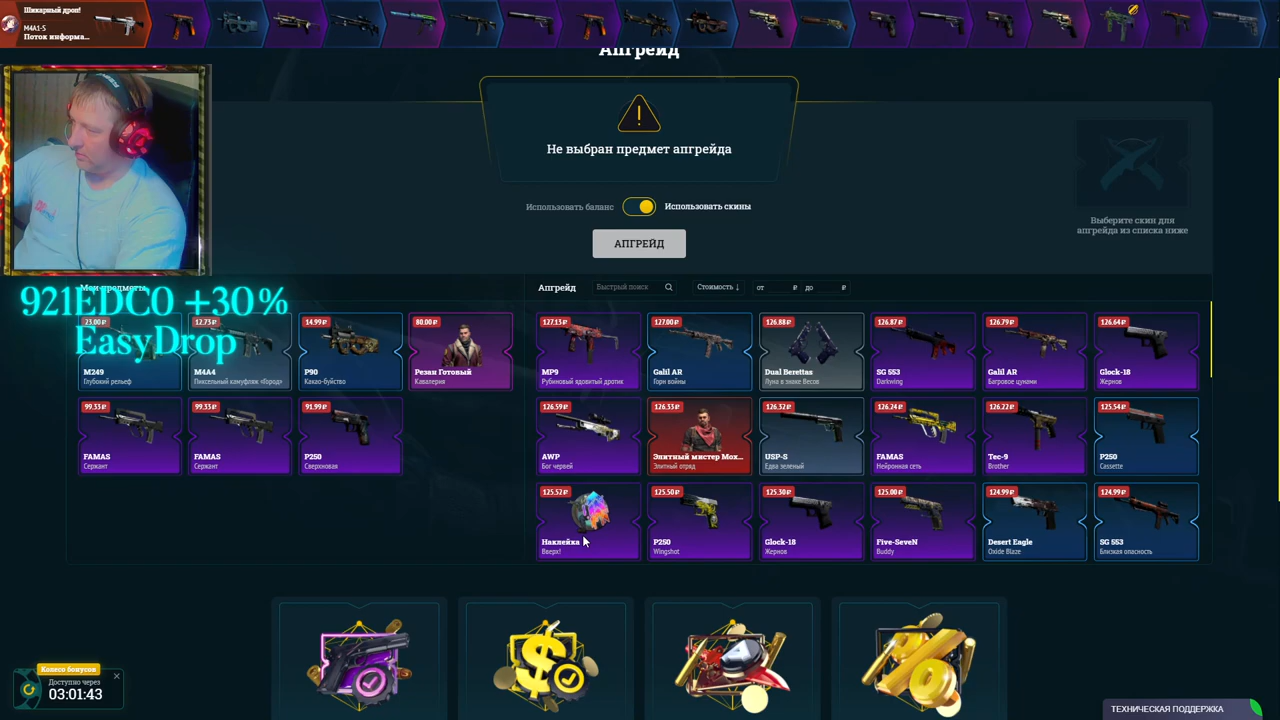 Шикарный дроп!
M4A1-S
Поток информа...
Апгрейд
Не выбран предмет апгрейда
Использовать баланс
Использовать скины
АПГРЕЙД
Выберите скин для
апгрейда из списка ниже
921EDC0 +30%
EasyDrop
Мои предметы
Апгрейд
Быстрый поиск
Стоимость ↓
от ₽
до ₽
23.00₽
M249
Глубокий рельеф
12.73₽
M4A4
Пиксельный камуфляж «Город»
14.99₽
P90
Какао-буйство
80.00₽
Резан Готовый
Кавалерия
99.33₽
FAMAS
Сержант
99.33₽
FAMAS
Сержант
91.99₽
P250
Сверхновая
127.13₽
MP9
Рубиновый ядовитый дротик
127.00₽
Galil AR
Горн войны
126.88₽
Dual Berettas
Луна в знаке Весов
126.87₽
SG 553
Darkwing
126.79₽
Galil AR
Багровое цунами
126.64₽
Glock-18
Жернов
126.59₽
AWP
Бог червей
126.33₽
Элитный мистер Мох...
Элитный отряд
126.32₽
USP-S
Едва зеленый
126.24₽
FAMAS
Нейронная сеть
126.22₽
Tec-9
Brother
125.54₽
P250
Cassette
125.52₽
Наклейка
Вверх!
125.50₽
P250
Wingshot
125.30₽
Glock-18
Жернов
125.00₽
Five-SeveN
Buddy
124.99₽
Desert Eagle
Oxide Blaze
124.99₽
SG 553
Близкая опасность
Колесо бонусов
Доступно через
03:01:43
ТЕХНИЧЕСКАЯ ПОДДЕРЖКА